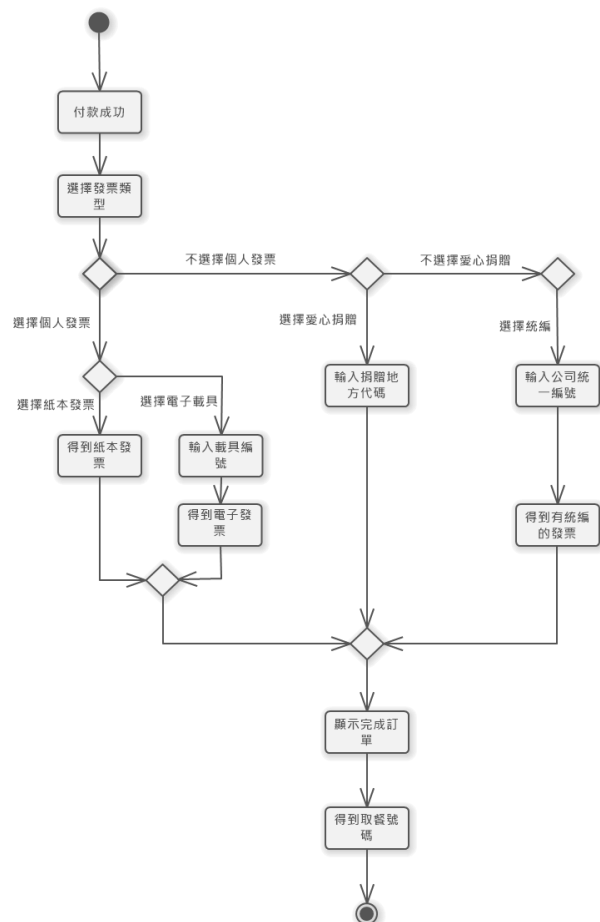 付款成功
選擇發票類
型
不選擇個人發票
不選擇愛心捐贈
選擇個人發票
選擇愛心捐贈
選擇統編
選擇紙本發票
選擇電子載具
輸入捐贈地
方代碼
輸入公司統
一編號
得到紙本發
票
輸入載具編
號
得到電子發
票
得到有統編
的發票
顯示完成訂
單
得到取餐號
碼